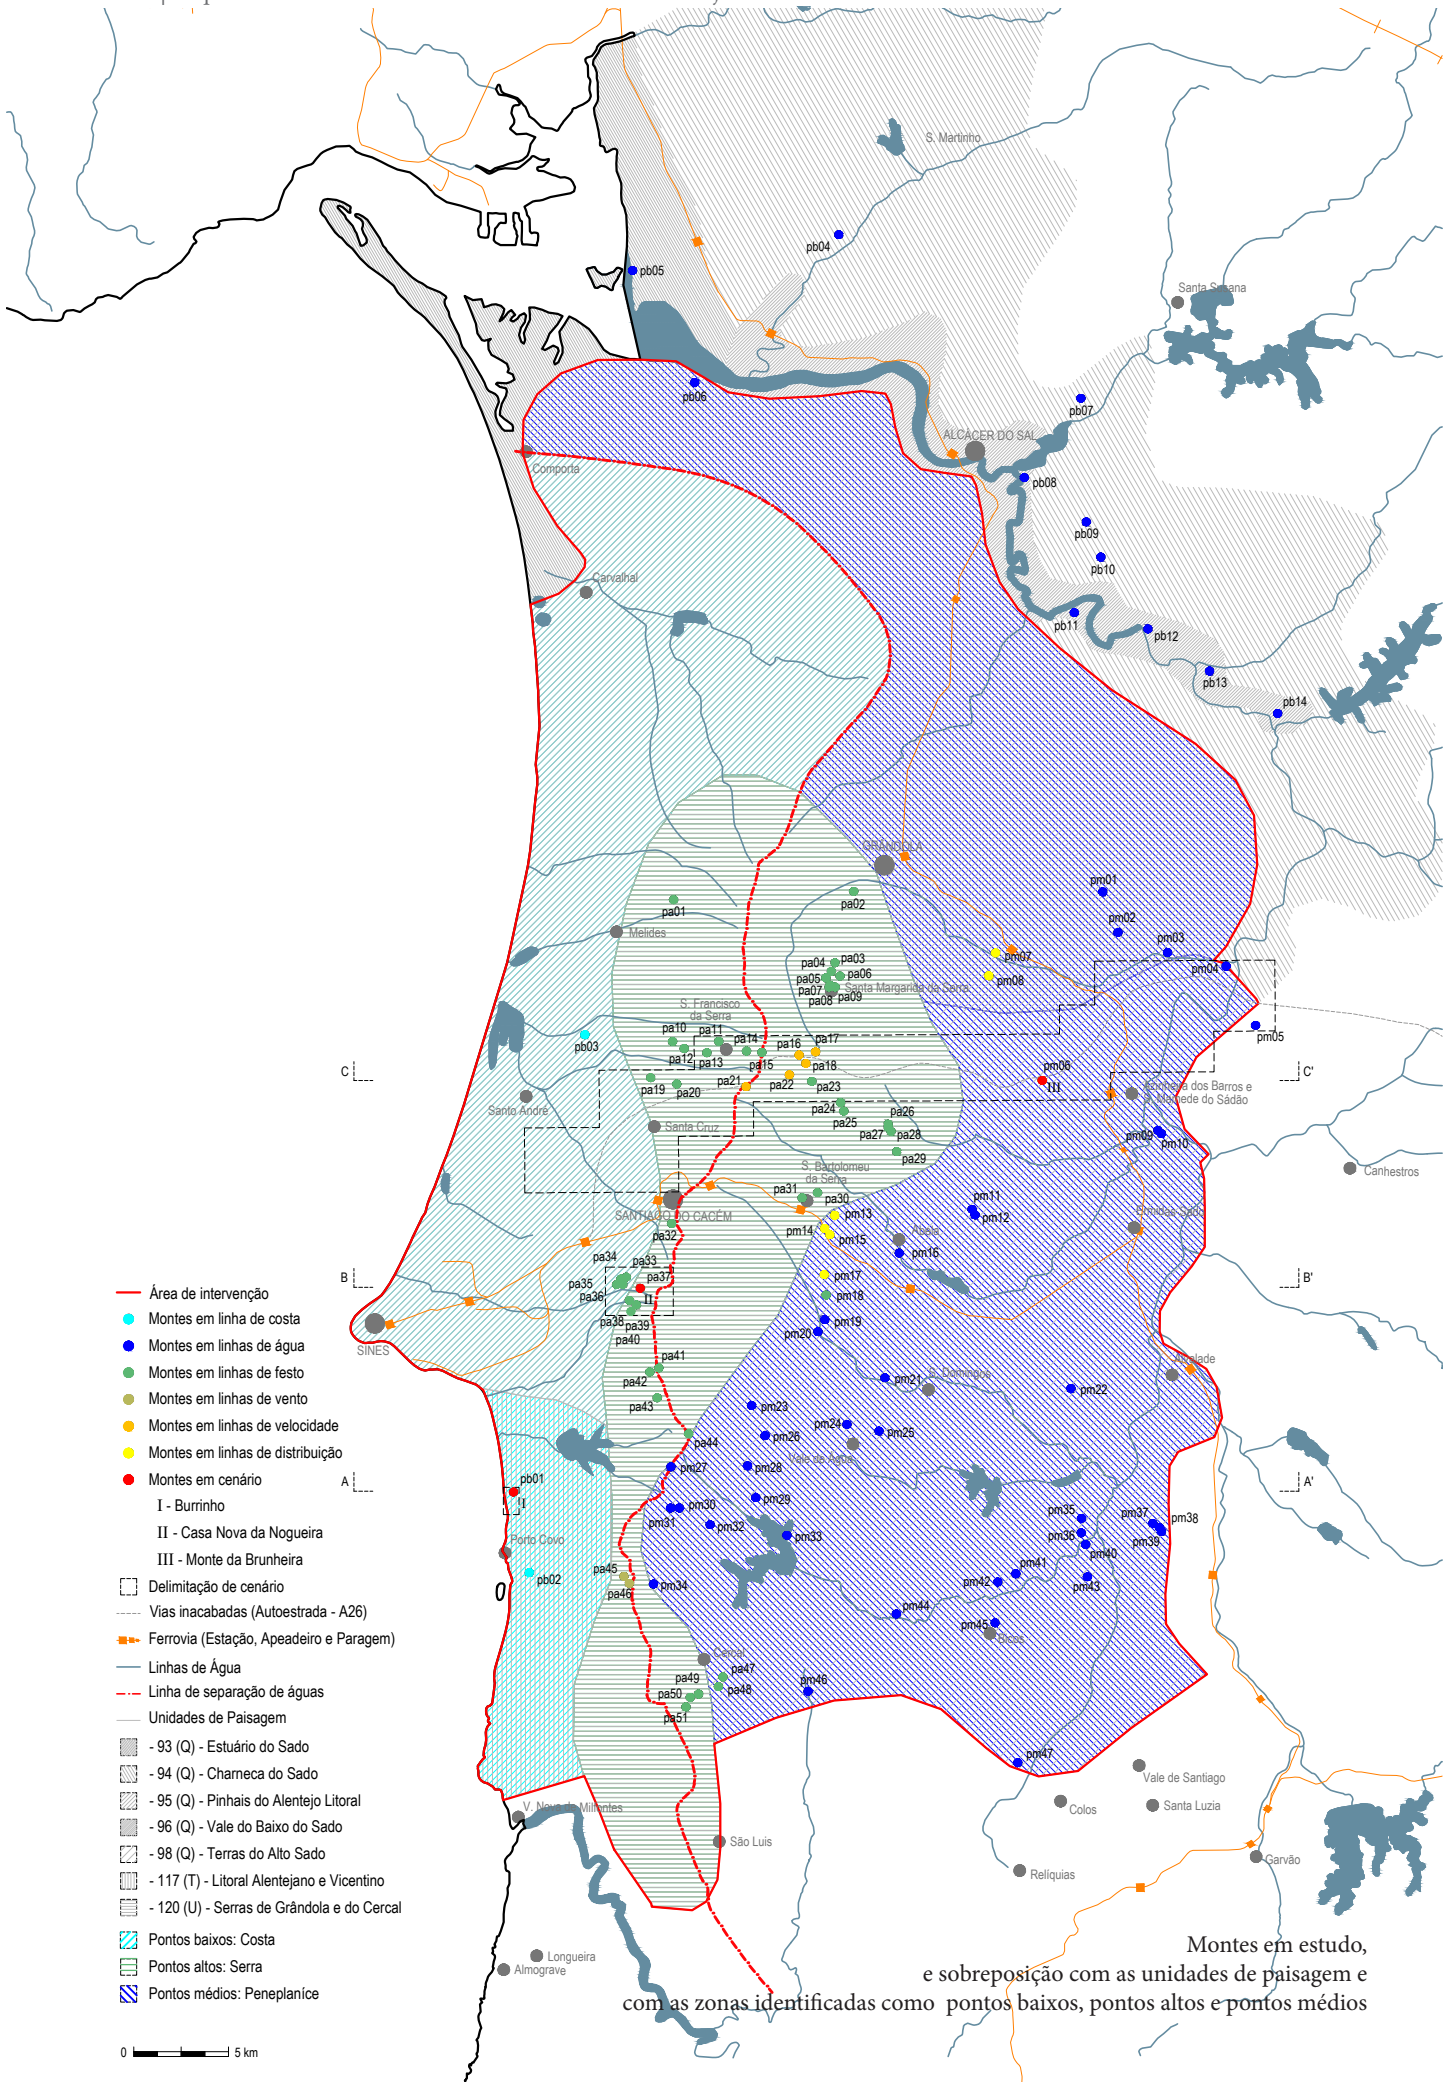 S. Martinho
pb04
pb05
Santa Susana
pb06
pb07
ALCÁCER DO SAL
Comporta
pb08
pb09
pb10
Carvalhal
pb11
pb12
pb13
pb14
GRÂNDOLA
pm01
pa01
pa02
pm02
Melides
pm03
pa04
pa03
pm07
pm04
pa05
pa06
pm08
pa07
Santa Margarida da Serra
pa08
pa09
S. Francisco
da Serra
pa10
pa11
pb03
pa12
pa13
pa14
pa15
pa16
pa17
pa18
pm05
pm06
III
C
C'
pa19
pa20
pa21
pa22
pa23
Santo André
pa24
pa25
pa26
pa27
pa28
S. Mamede do Sádão
Santa Cruz
pm09
pm10
pa29
Canhestros
S. Bartolomeu
da Serra
pa31
pa30
SANTIAGO DO CACÉM
pm11
pm12
pm13
pm14
pm15
pa32
Abela
pm16
Ermidas Sado
pa34
pa33
pa35
pa37
pa36
II
pm17
B
B'
pm18
pa38
pa39
pa40
pm19
pm20
SINES
pa41
pa42
pm21
S. Domingos
pm22
Alvalade
pa43
pm23
pm24
pm25
pa44
pm26
Vale de Água
pm27
pm28
A
A'
pb01
I
pm29
pm30
pm31
pm32
pm33
pm35
pm36
pm37
pm38
pm39
pm40
Porto Covo
pb02
pa45
pa46
pm34
pm41
pm42
pm43
pm44
pm45
Bicos
Cercal
pa47
pa48
pa49
pa50
pa51
pm46
pm47
Vale de Santiago
Colos
Santa Luzia
V. Nova de Milfontes
São Luis
Relíquias
Garvão
Longueira
Almograve
Área de intervenção
Montes em linha de costa
Montes em linhas de água
Montes em linhas de festo
Montes em linhas de vento
Montes em linhas de velocidade
Montes em linhas de distribuição
Montes em cenário
I - Burrinho
II - Casa Nova da Nogueira
III - Monte da Brunheira
Delimitação de cenário
Vias inacabadas (Autoestrada - A26)
Ferrovia (Estação, Apeadeiro e Paragem)
Linhas de Água
Linha de separação de águas
Unidades de Paisagem
- 93 (Q) - Estuário do Sado
- 94 (Q) - Charneca do Sado
- 95 (Q) - Pinhais do Alentejo Litoral
- 96 (Q) - Vale do Baixo do Sado
- 98 (Q) - Terras do Alto Sado
- 117 (T) - Litoral Alentejano e Vicentino
- 120 (U) - Serras de Grândola e do Cercal
Pontos baixos: Costa
Pontos altos: Serra
Pontos médios: Peneplaníce
0 5 km
Montes em estudo,
e sobreposição com as unidades de paisagem e
com as zonas identificadas como pontos baixos, pontos altos e pontos médios